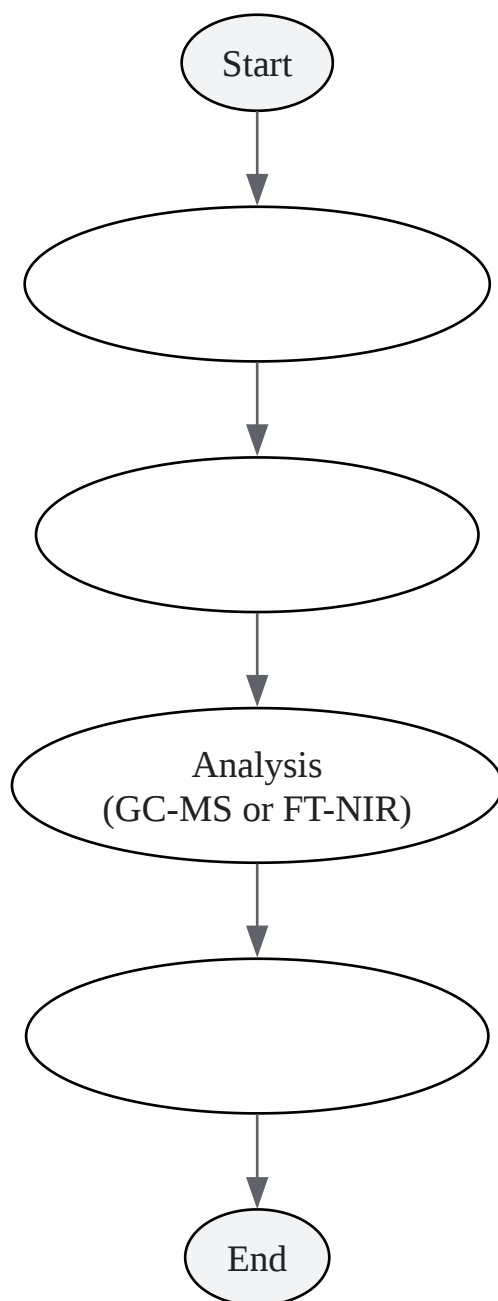 Start
Analysis
(GC-MS or FT-NIR)
End